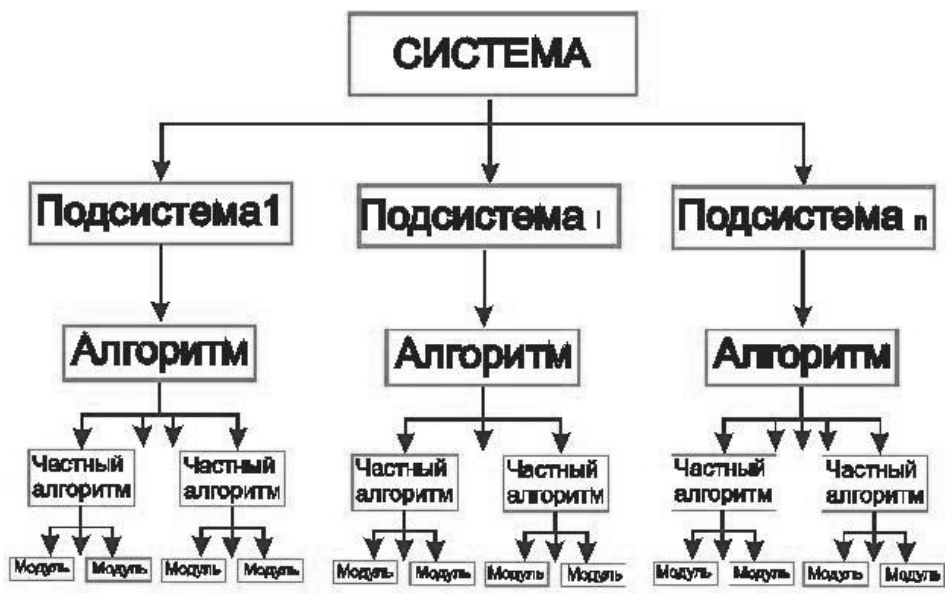 СИСТЕМА
Подсистема1
Подсистема i
Подсистема n
Алгоритм
Алгоритм
Алгоритм
Частный
алгоритм
Частный
алгоритм
Частный
алгоритм
Частный
алгоритм
Частный
алгоритм
Частный
алгоритм
Модуль
Модуль
Модуль
Модуль
Модуль
Модуль
Модуль
Модуль
Модуль
Модуль
Модуль
Модуль